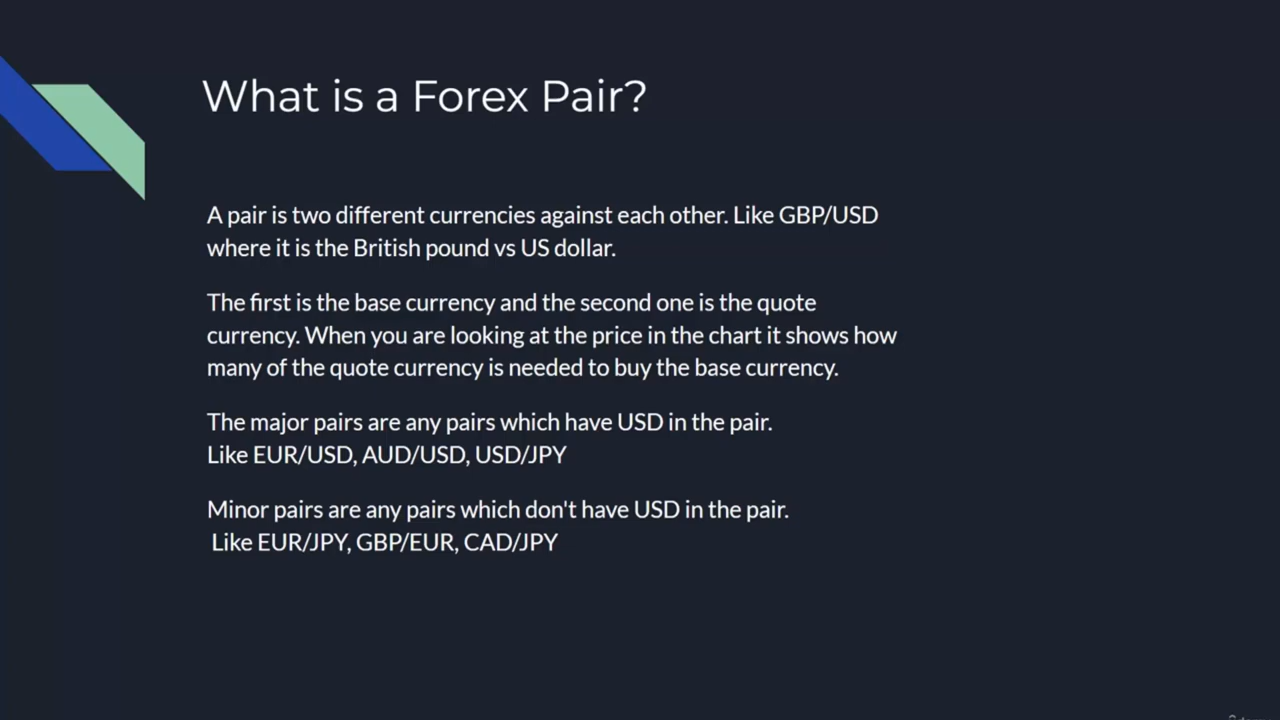 What is a Forex Pair?
A pair is two different currencies against each other. Like GBP/USD
where it is the British pound vs US dollar.
The first is the base currency and the second one is the quote
currency. When you are looking at the price in the chart it shows how
many of the quote currency is needed to buy the base currency.
The major pairs are any pairs which have USD in the pair.
Like EUR/USD, AUD/USD, USD/JPY
Minor pairs are any pairs which don't have USD in the pair.
Like EUR/JPY, GBP/EUR, CAD/JPY